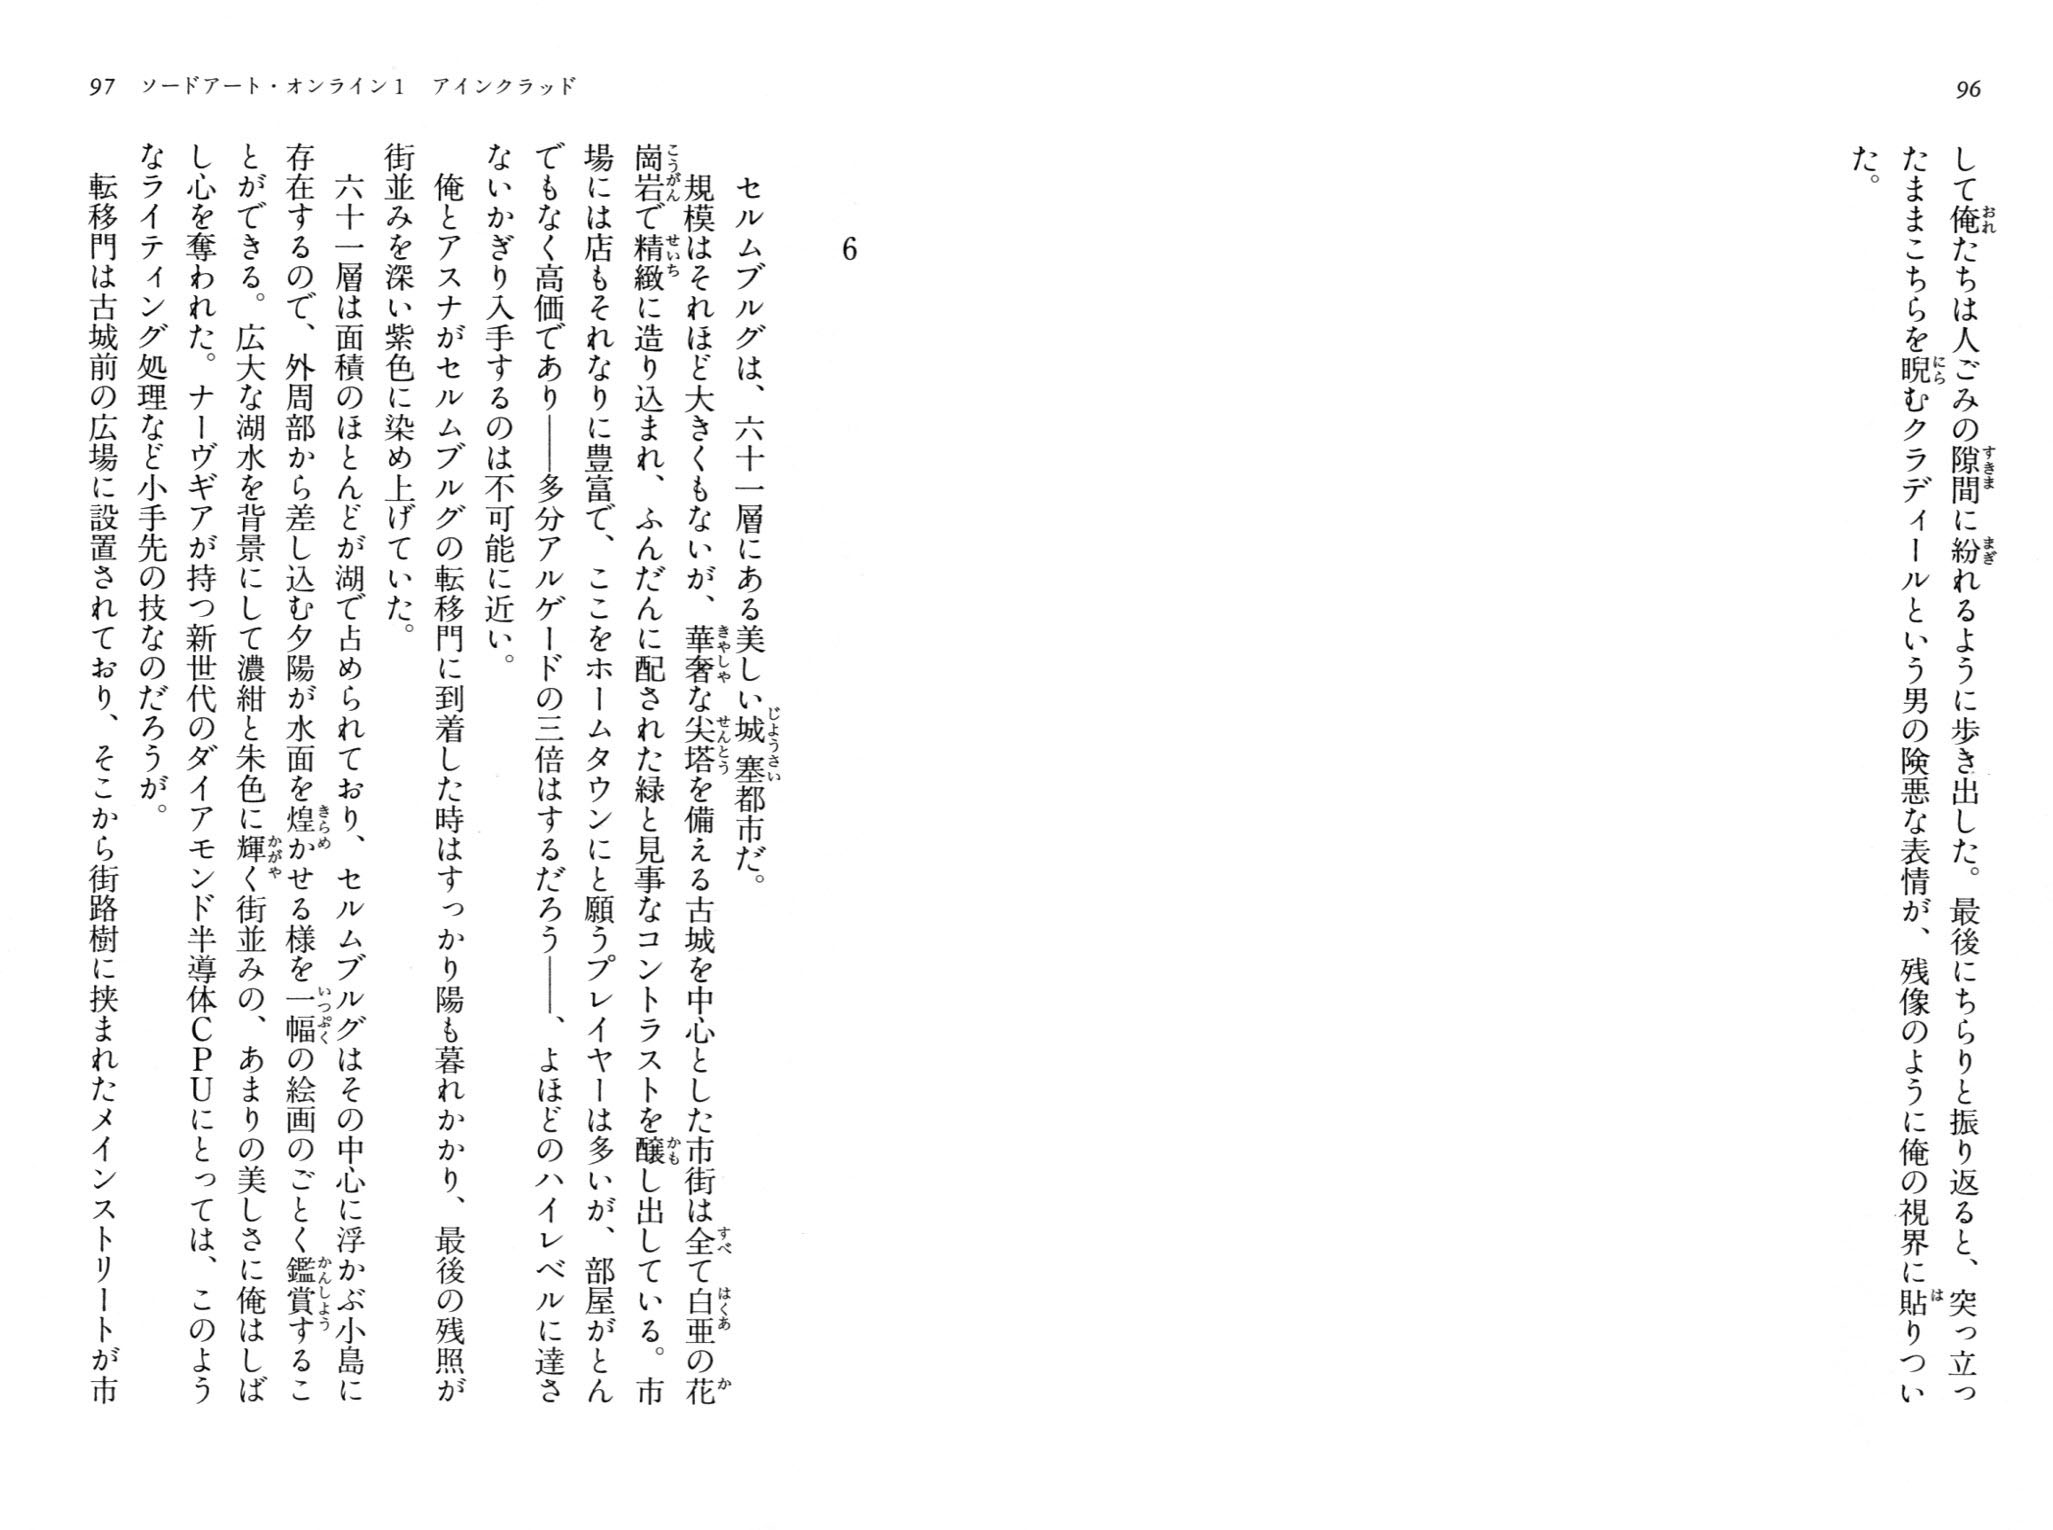 96
して俺たちは人ごみの隙間に紛れるように歩き出した。最後にちらりと振り返ると、突っ立っ
たままこちらを睨むクラディールという男の険悪な表情が、残像のように俺の視界に貼りつい
た。
97 ソードアート・オンライン1 アインクラッド
6
セルムブルグは、六十一層にある美しい城塞都市だ。
規模はそれほど大きくもないが、華奢な尖塔を備える古城を中心とした市街は全て白亜の花
崗岩で精緻に造り込まれ、ふんだんに配された緑と見事なコントラストを醸し出している。市
場には店もそれなりに豊富で、ここをホームタウンにと願うプレイヤーは多いが、部屋がとん
でもなく高価であり――多分アルゲードの三倍はするだろう――、よほどのハイレベルに達さ
ないかぎり入手するのは不可能に近い。
俺とアスナがセルムブルグの転移門に到着した時はすっかり陽も暮れかかり、最後の残照が
街並みを深い紫色に染め上げていた。
六十一層は面積のほとんどが湖で占められており、セルムブルグはその中心に浮かぶ小島に
存在するので、外周部から差し込む夕陽が水面を煌かせる様を一幅の絵画のごとく鑑賞するこ
とができる。広大な湖水を背景にして濃紺と朱色に輝く街並みの、あまりの美しさに俺はしば
し心を奪われた。ナーヴギアが持つ新世代のダイアモンド半導体CPUにとっては、このよう
なライティング処理など小手先の技なのだろうが。
転移門は古城前の広場に設置されており、そこから街路樹に挟まれたメインストリートが市